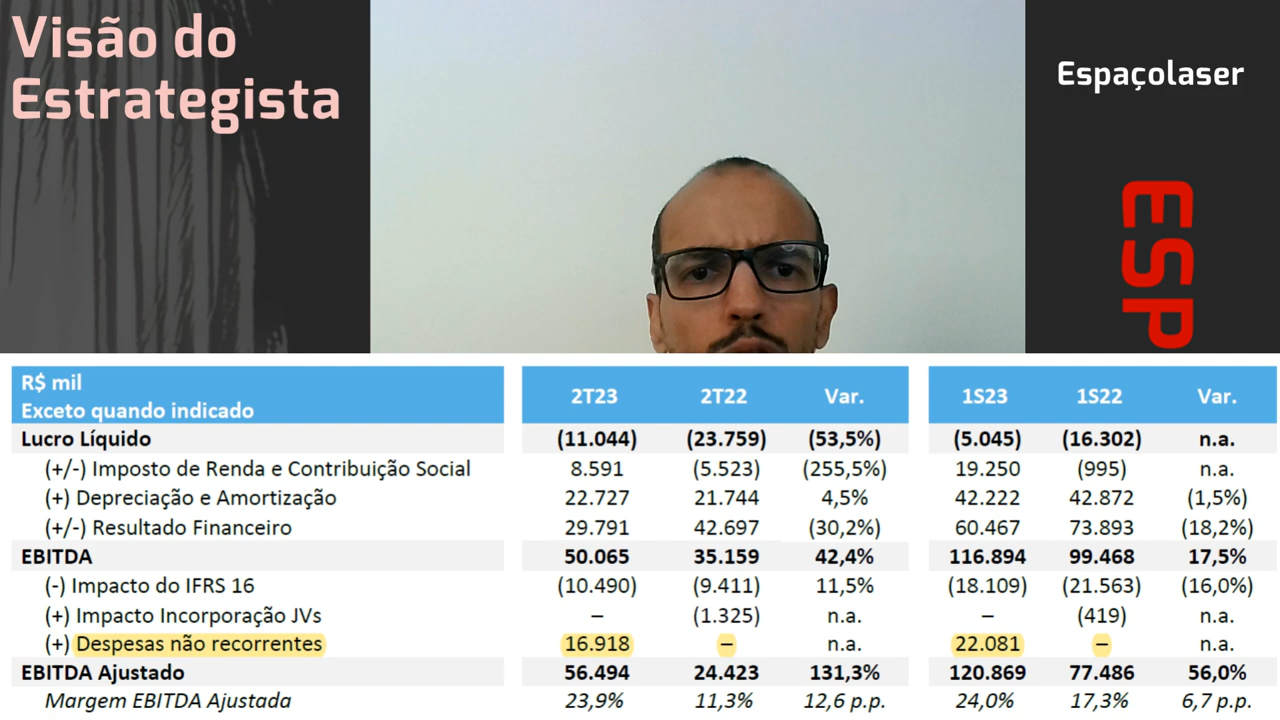 Visão do
Estrategista
Espaçolaser
ESP
R$ mil
Exceto quando indicado
2T23 2T22 Var. 1S23 1S22 Var.
Lucro Líquido (11.044) (23.759) (53,5%) (5.045) (16.302) n.a.
(+/-) Imposto de Renda e Contribuição Social 8.591 (5.523) (255,5%) 19.250 (995) n.a.
(+) Depreciação e Amortização 22.727 21.744 4,5% 42.222 42.872 (1,5%)
(+/-) Resultado Financeiro 29.791 42.697 (30,2%) 60.467 73.893 (18,2%)
EBITDA 50.065 35.159 42,4% 116.894 99.468 17,5%
(-) Impacto do IFRS 16 (10.490) (9.411) 11,5% (18.109) (21.563) (16,0%)
(+) Impacto Incorporação JVs – (1.325) n.a. – (419) n.a.
(+) Despesas não recorrentes 16.918 – n.a. 22.081 – n.a.
EBITDA Ajustado 56.494 24.423 131,3% 120.869 77.486 56,0%
Margem EBITDA Ajustada 23,9% 11,3% 12,6 p.p. 24,0% 17,3% 6,7 p.p.